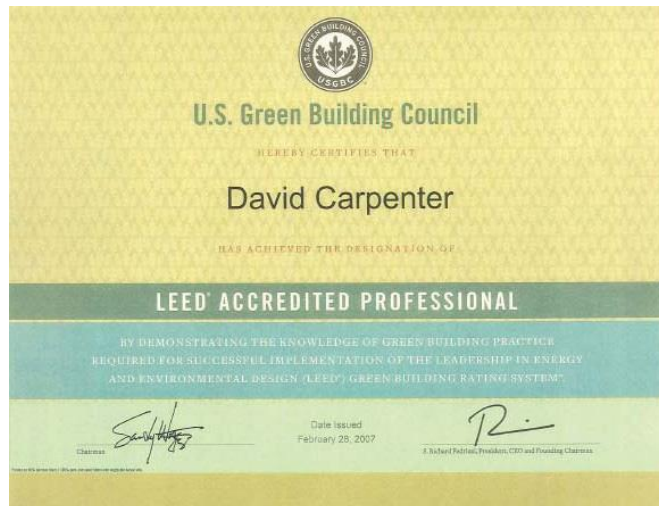 U.S. GREEN BUILDING COUNCIL
USGBC
U.S. Green Building Council
HEREBY CERTIFIES THAT
David Carpenter
HAS ACHIEVED THE DESIGNATION OF
LEED® ACCREDITED PROFESSIONAL
BY DEMONSTRATING THE KNOWLEDGE OF GREEN BUILDING PRACTICE
REQUIRED FOR SUCCESSFUL IMPLEMENTATION OF THE LEADERSHIP IN ENERGY
AND ENVIRONMENTAL DESIGN (LEED®) GREEN BUILDING RATING SYSTEM™.
Date Issued
February 28, 2007
Chairman
S. Richard Fedrizzi, President, CEO and Founding Chairman